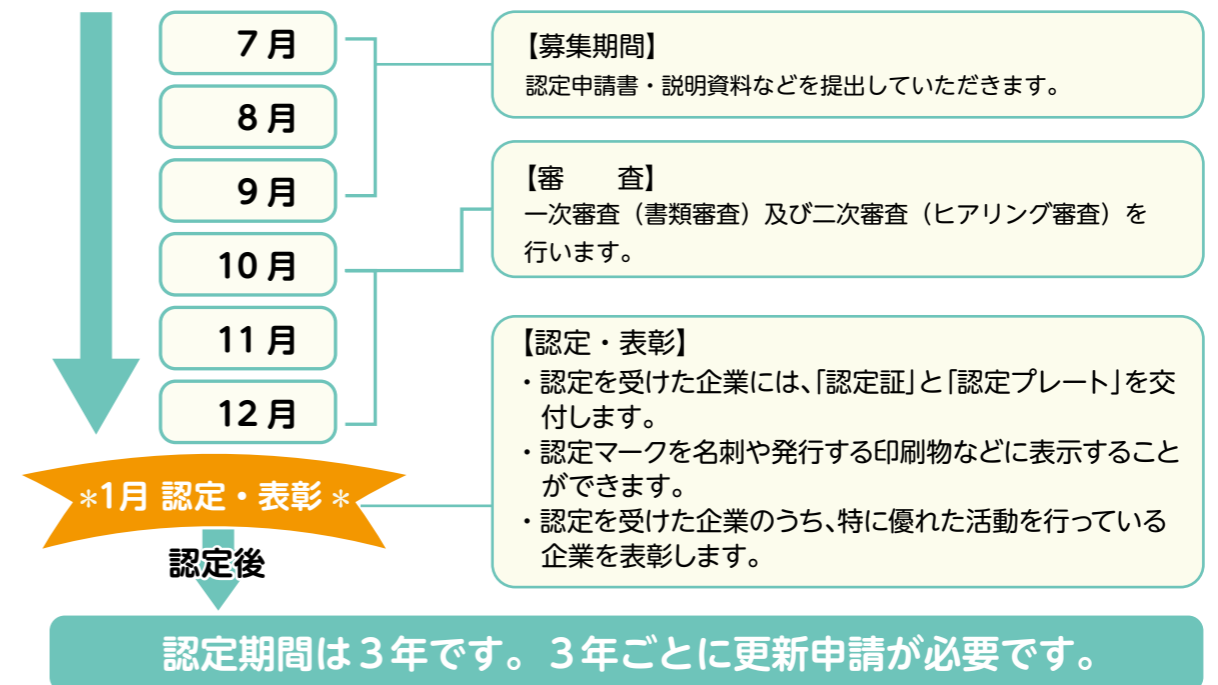 7月
8月
9月
10月
11月
12月
＊1月 認定・表彰＊
認定後
【募集期間】
認定申請書・説明資料などを提出していただきます。
【審　　査】
一次審査（書類審査）及び二次審査（ヒアリング審査）を
行います。
【認定・表彰】
・認定を受けた企業には、「認定証」と「認定プレート」を交
付します。
・認定マークを名刺や発行する印刷物などに表示すること
ができます。
・認定を受けた企業のうち、特に優れた活動を行っている
企業を表彰します。
認定期間は３年です。３年ごとに更新申請が必要です。